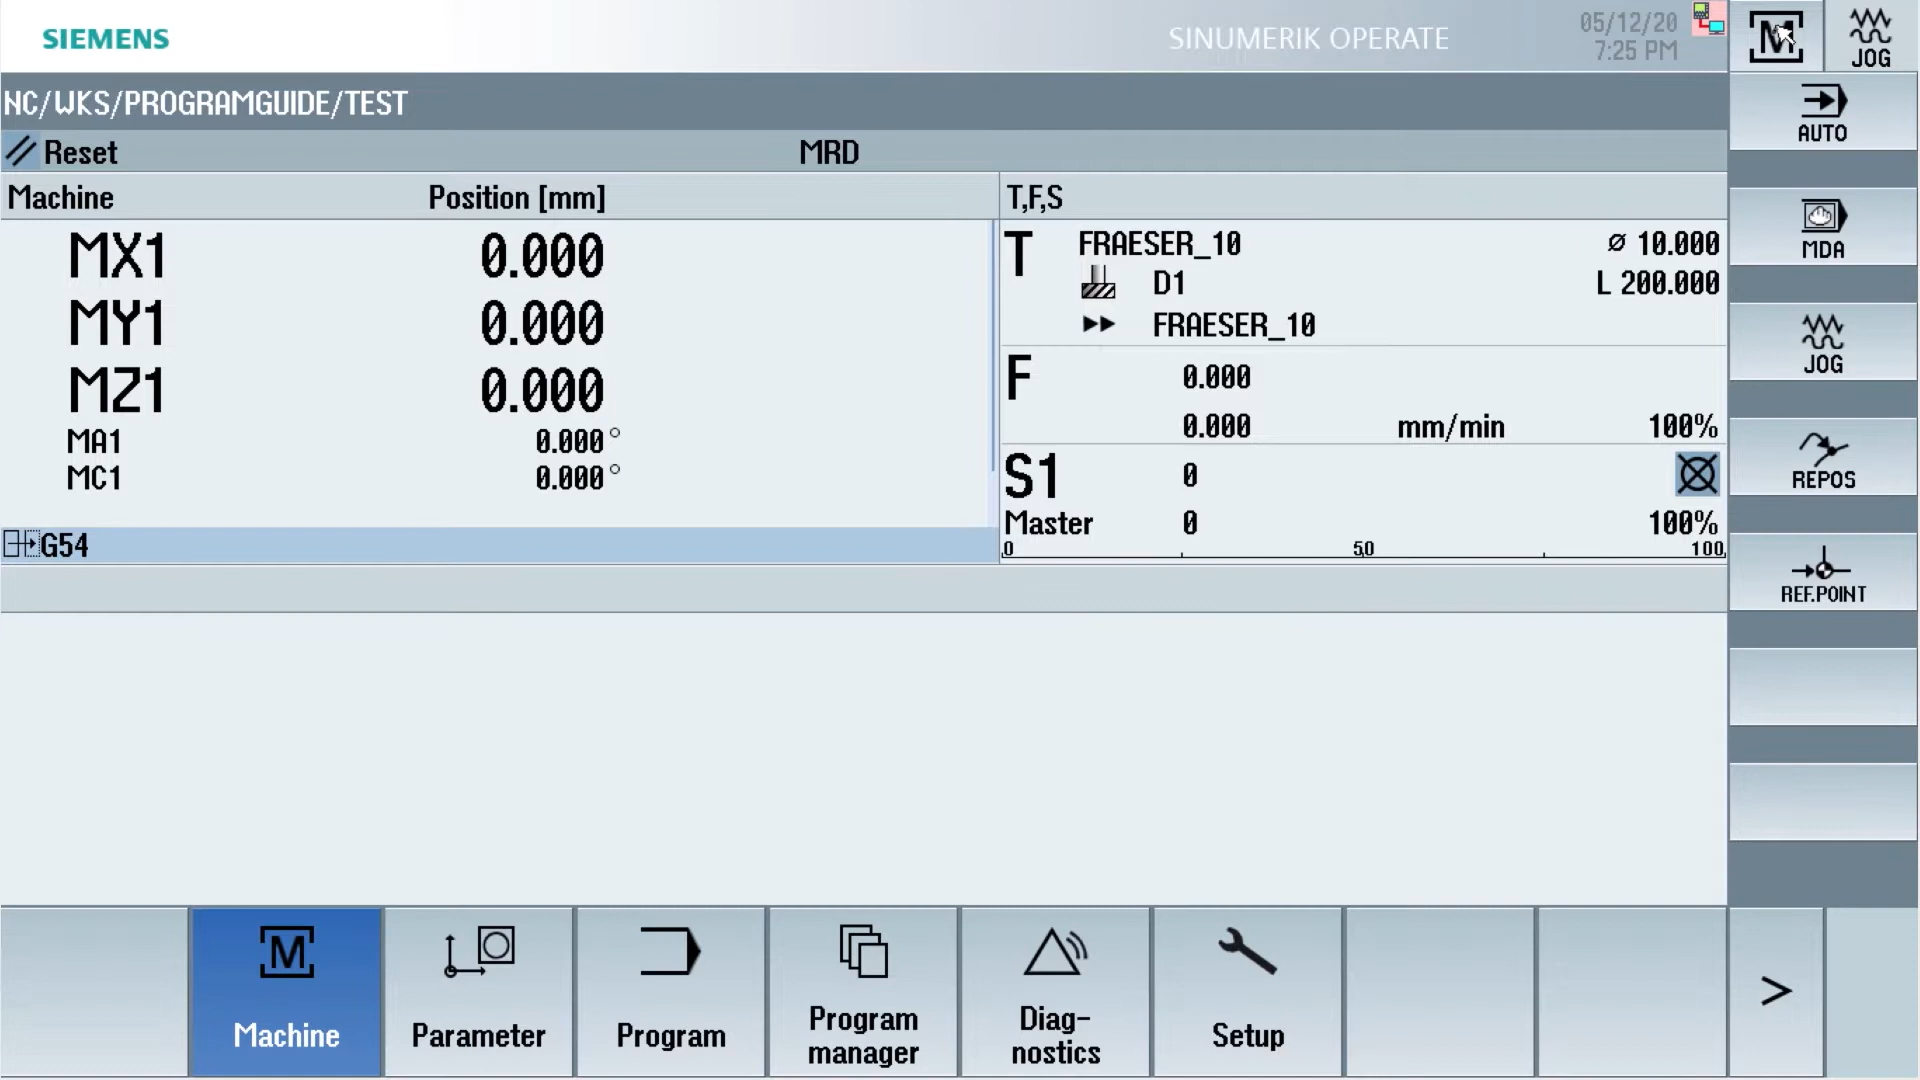 SIEMENS
SINUMERIK OPERATE
05/12/20
7:25 PM
M
JOG
NC/WKS/PROGRAMGUIDE/TEST
AUTO
Reset
MRD
Machine
Position [mm]
T,F,S
MX1 0.000
MY1 0.000
MZ1 0.000
MA1 0.000°
MC1 0.000°
G54
T FRAESER_10 ⌀ 10.000
D1 L 200.000
FRAESER_10
F 0.000
0.000 mm/min 100%
S1 0
Master 0 100%
0 50 100
MDA
JOG
REPOS
REF.POINT
M
Machine
Parameter
Program
Program
manager
Diag-
nostics
Setup
>